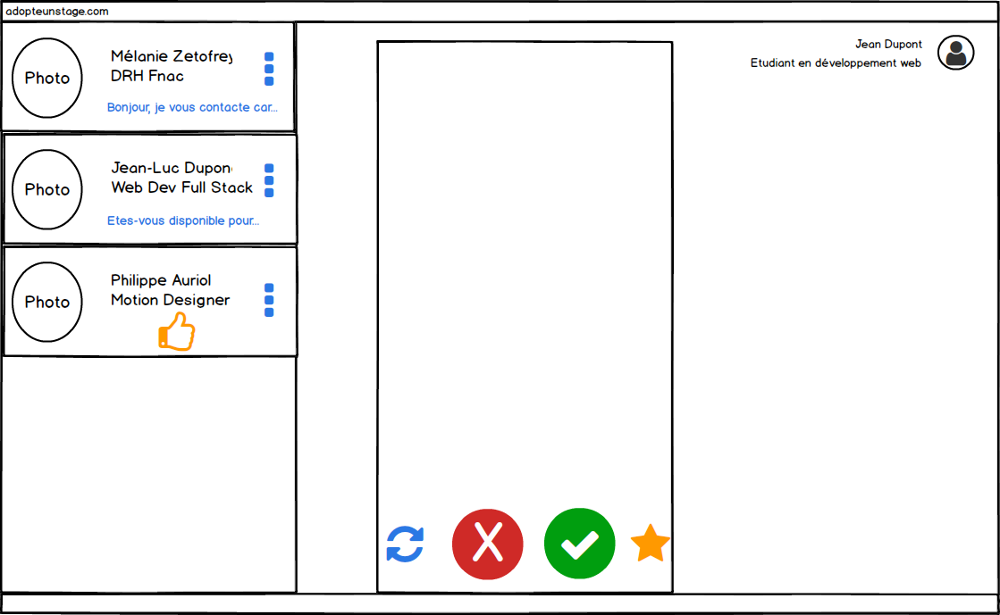 adopteunstage.com
Photo
Mélanie Zetofrey
DRH Fnac
Bonjour, je vous contacte car...
Photo
Jean-Luc Dupon
Web Dev Full Stack
Etes-vous disponible pour...
Photo
Philippe Auriol
Motion Designer
Jean Dupont
Etudiant en développement web